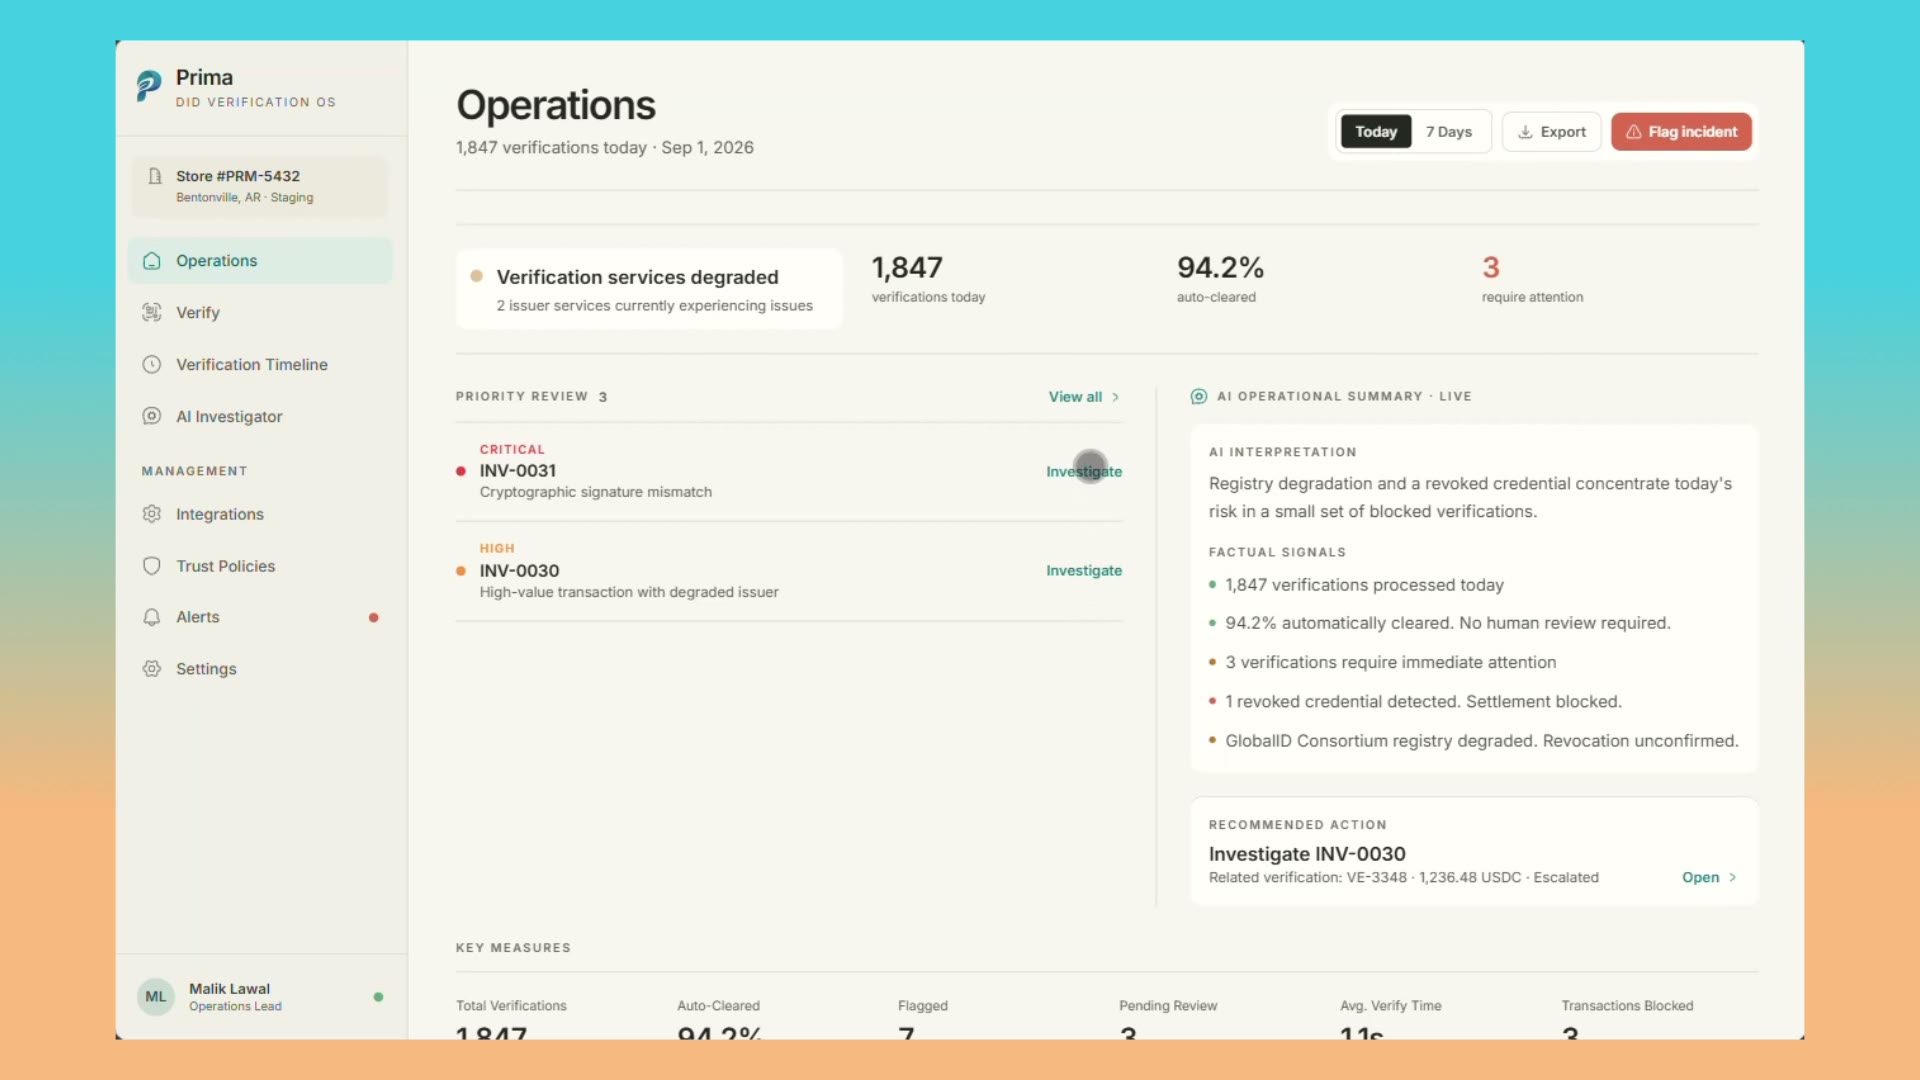 Prima
DID VERIFICATION OS
Store #PRM-5432
Bentonville, AR · Staging
Operations
Verify
Verification Timeline
AI Investigator
MANAGEMENT
Integrations
Trust Policies
Alerts
Settings
ML
Malik Lawal
Operations Lead
Operations
1,847 verifications today · Sep 1, 2026
Today
7 Days
Export
Flag incident
Verification services degraded
2 issuer services currently experiencing issues
1,847
verifications today
94.2%
auto-cleared
3
require attention
PRIORITY REVIEW 3
View all
CRITICAL
INV-0031
Cryptographic signature mismatch
Investigate
HIGH
INV-0030
High-value transaction with degraded issuer
Investigate
AI OPERATIONAL SUMMARY · LIVE
AI INTERPRETATION
Registry degradation and a revoked credential concentrate today's
risk in a small set of blocked verifications.
FACTUAL SIGNALS
1,847 verifications processed today
94.2% automatically cleared. No human review required.
3 verifications require immediate attention
1 revoked credential detected. Settlement blocked.
GlobalID Consortium registry degraded. Revocation unconfirmed.
RECOMMENDED ACTION
Investigate INV-0030
Related verification: VE-3348 · 1,236.48 USDC · Escalated
Open
KEY MEASURES
Total Verifications
1,847
Auto-Cleared
94.2%
Flagged
7
Pending Review
3
Avg. Verify Time
Transactions Blocked
3